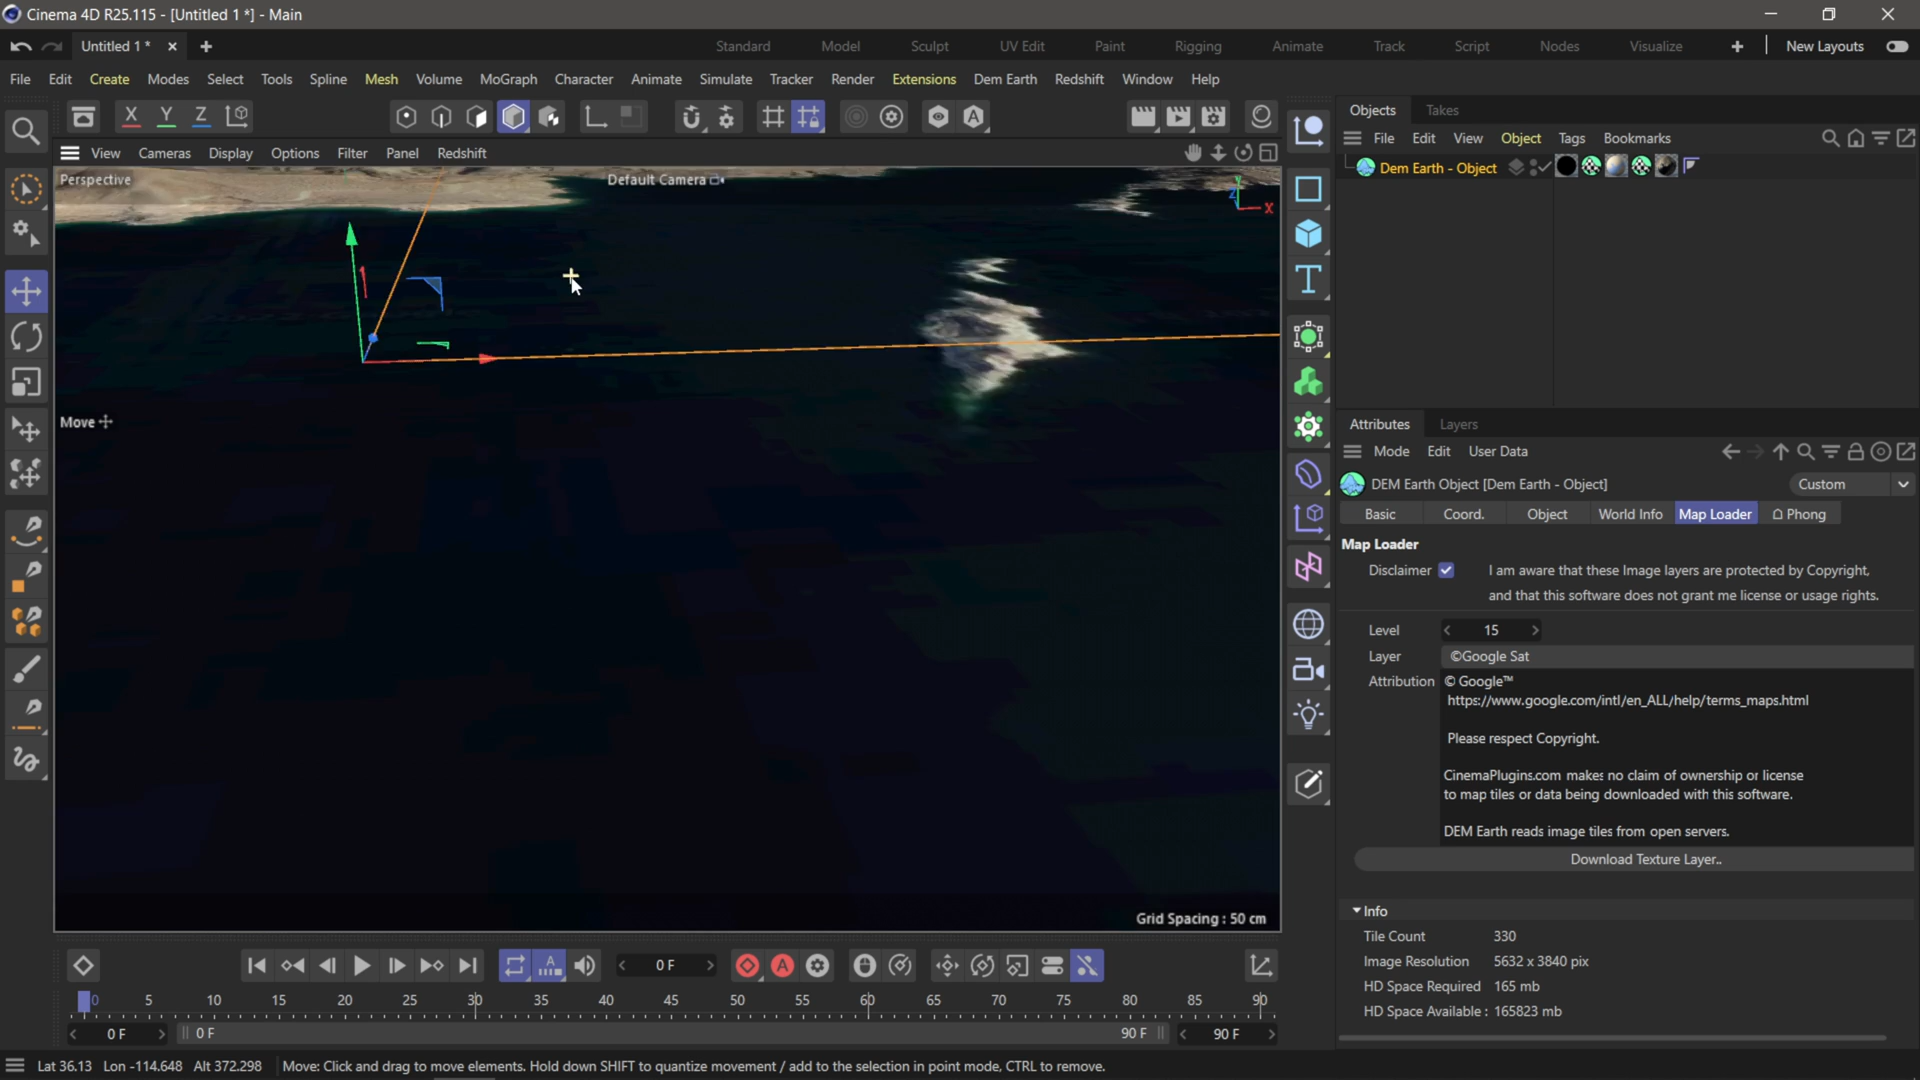 Cinema 4D R25.115 - [Untitled 1 *] - Main
Untitled 1 *
Standard Model Sculpt UV Edit Paint Rigging Animate Track Script Nodes Visualize New Layouts
File Edit Create Modes Select Tools Spline Mesh Volume MoGraph Character Animate Simulate Tracker Render Extensions Dem Earth Redshift Window Help
X Y Z
View Cameras Display Options Filter Panel Redshift
Perspective
Default Camera
Y
Z
X
Move
Grid Spacing : 50 cm
Objects Takes
File Edit View Object Tags Bookmarks
Dem Earth - Object
Attributes Layers
Mode Edit User Data
DEM Earth Object [Dem Earth - Object]
Custom
Basic Coord. Object World Info Map Loader Phong
Map Loader
Disclaimer I am aware that these Image layers are protected by Copyright,
and that this software does not grant me license or usage rights.
Level 15
Layer ©Google Sat
Attribution © Google™
https://www.google.com/intl/en_ALL/help/terms_maps.html
Please respect Copyright.
CinemaPlugins.com makes no claim of ownership or license
to map tiles or data being downloaded with this software.
DEM Earth reads image tiles from open servers.
Download Texture Layer..
Info
Tile Count 330
Image Resolution 5632 x 3840 pix
HD Space Required 165 mb
HD Space Available : 165823 mb
0 F
0 5 10 15 20 25 30 35 40 45 50 55 60 65 70 75 80 85 90
0 F 0 F 90 F 90 F
Lat 36.13 Lon -114.648 Alt 372.298 Move: Click and drag to move elements. Hold down SHIFT to quantize movement / add to the selection in point mode, CTRL to remove.